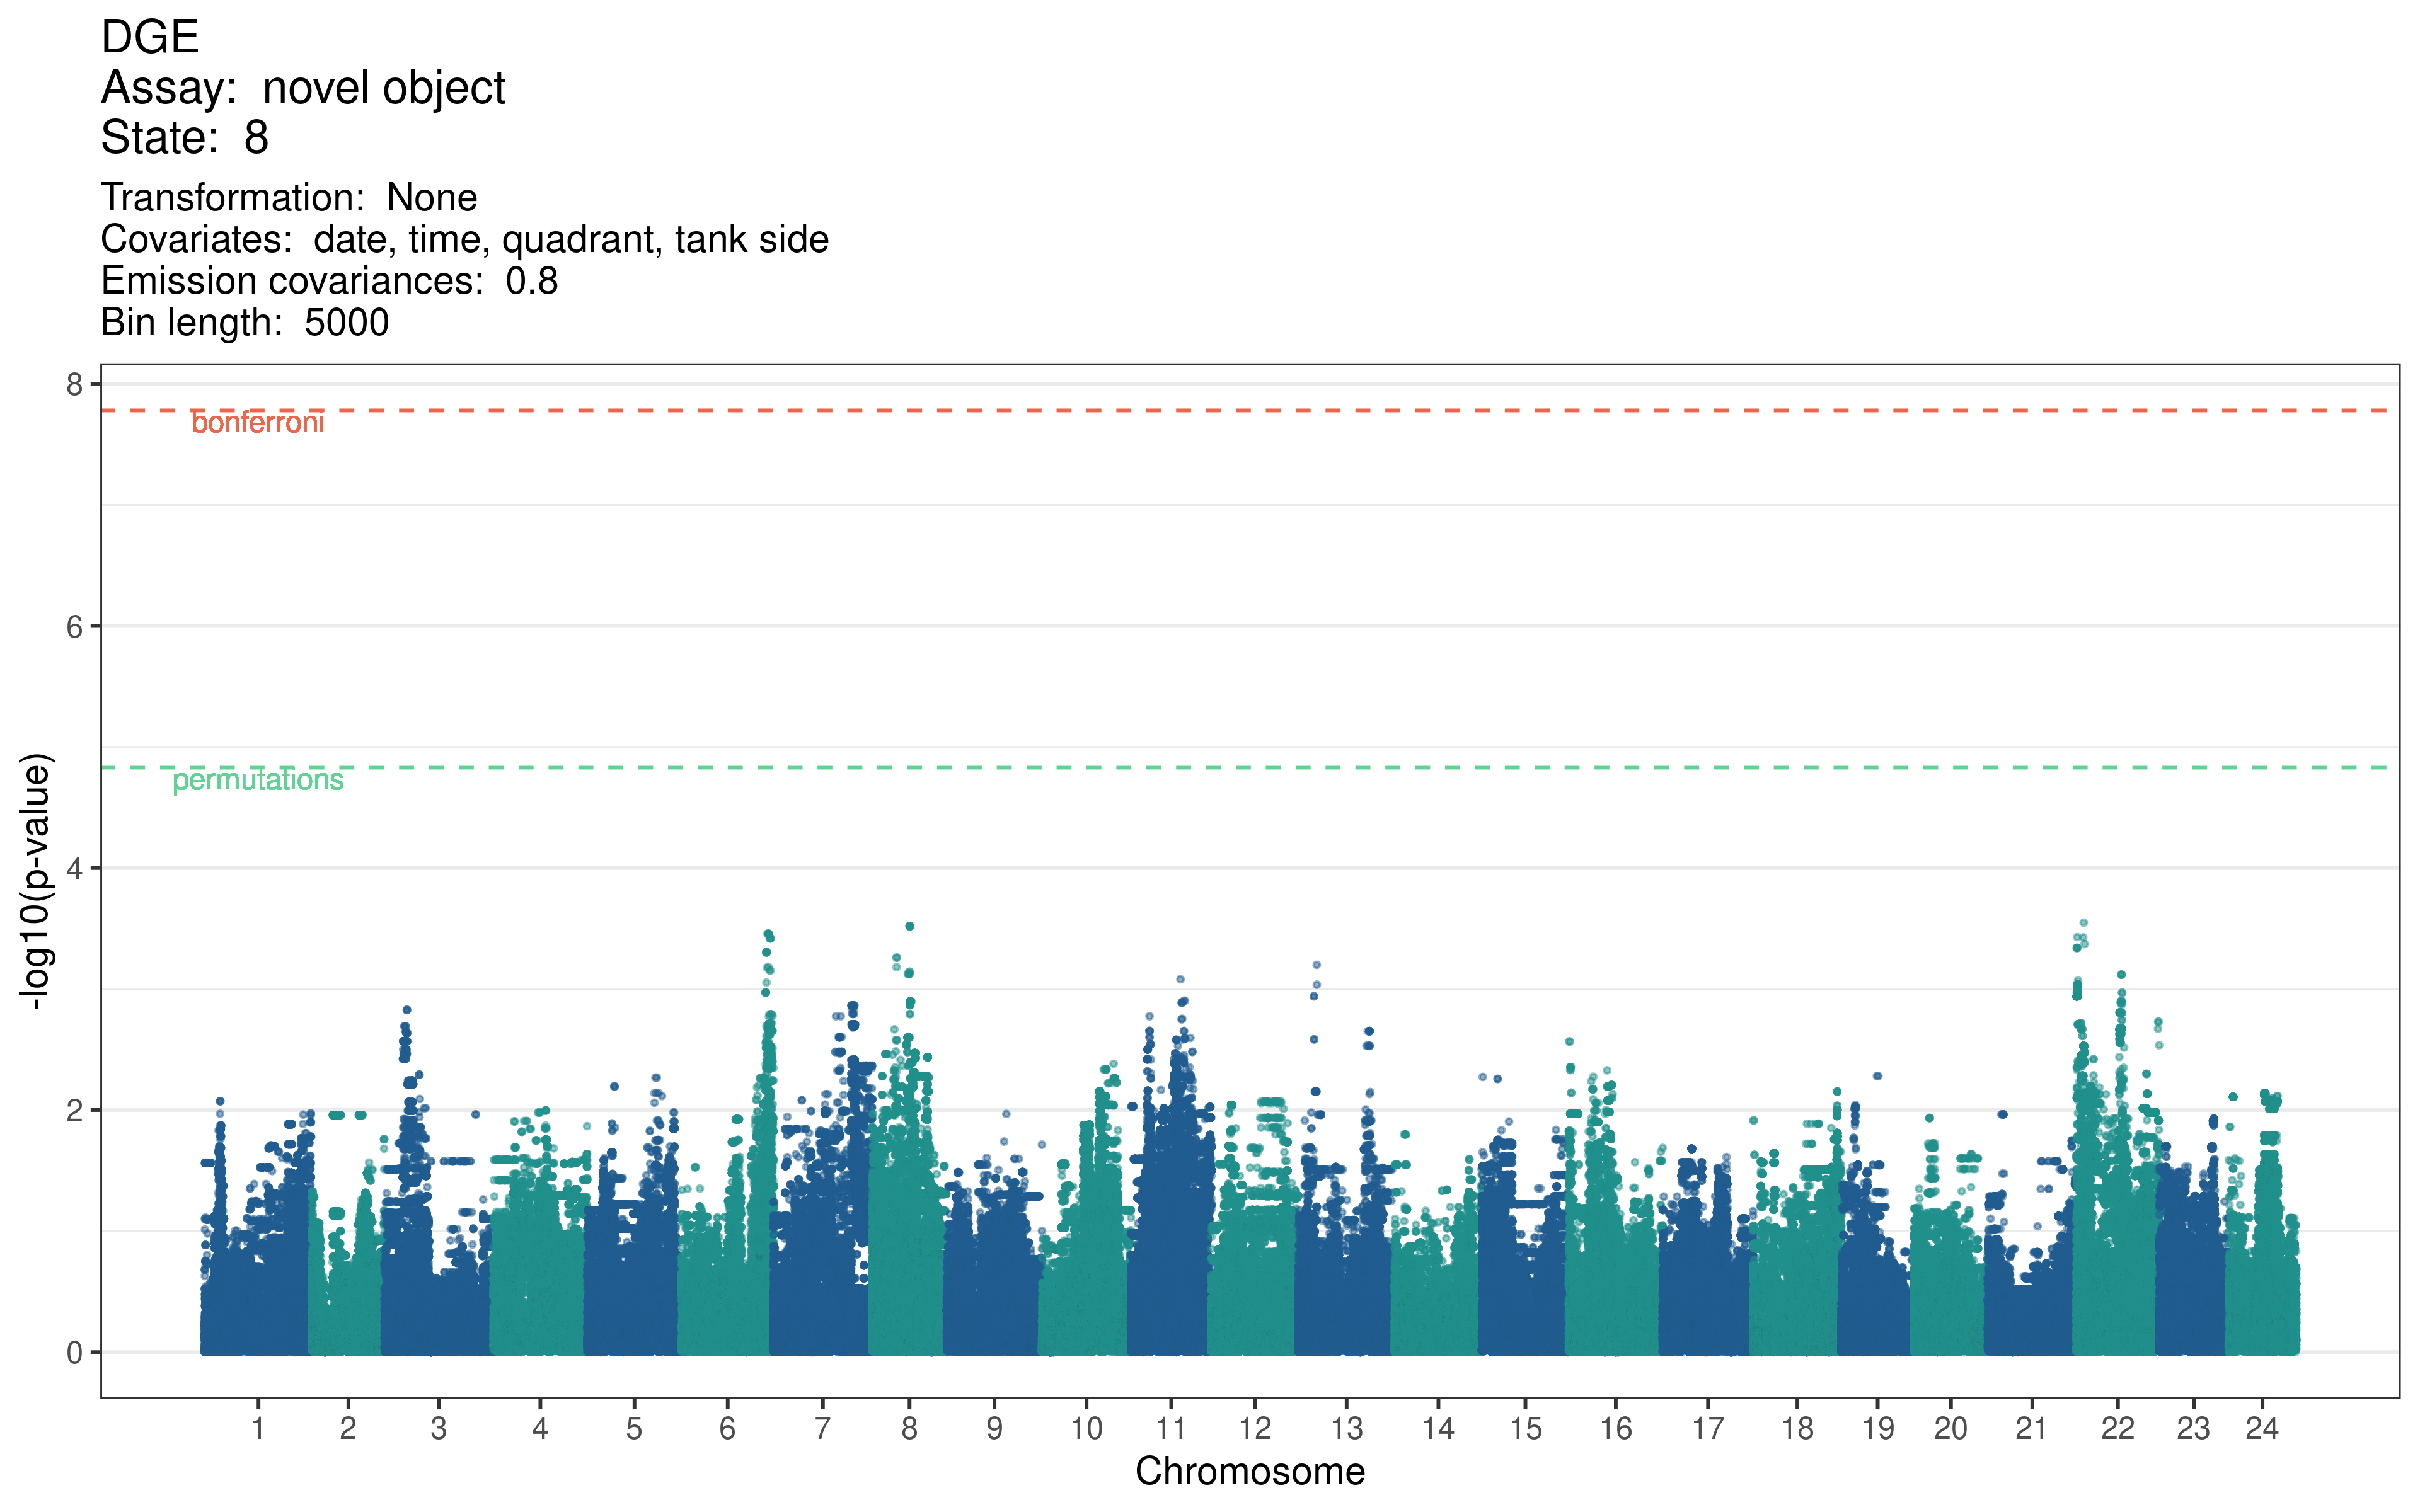 DGE
Assay:  novel object
State:  8
Transformation:  None
Covariates:  date, time, quadrant, tank side
Emission covariances:  0.8
Bin length:  5000
8
bonferroni
6
permutations
4
2
0
-log10(p-value)
1 2 3 4 5 6 7 8 9 10 11 12 13 14 15 16 17 18 19 20 21 22 23 24
Chromosome